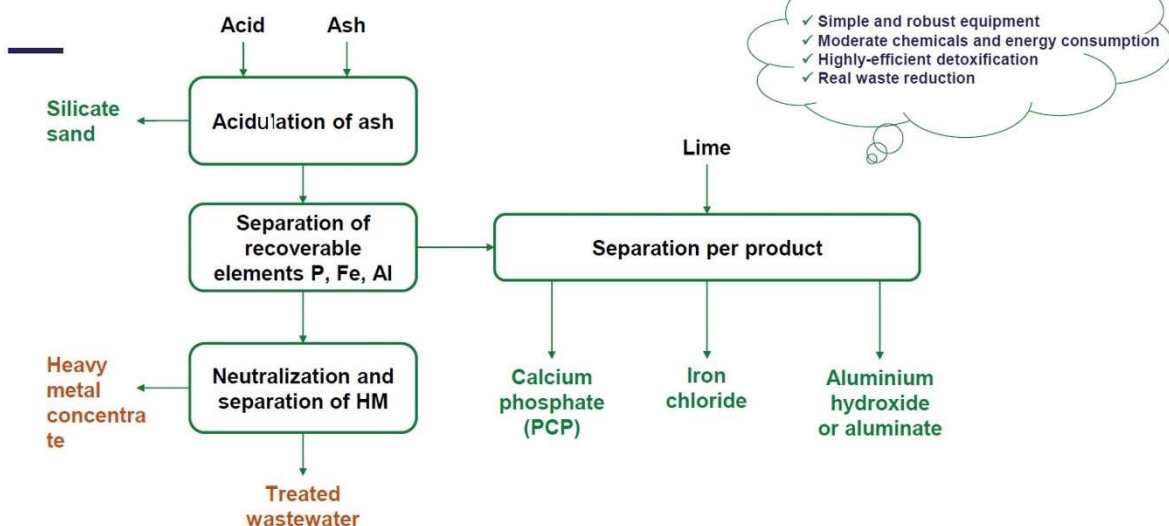 Acid
Ash
✓ Simple and robust equipment
✓ Moderate chemicals and energy consumption
✓ Highly-efficient detoxification
✓ Real waste reduction
Silicate
sand
Acidulation of ash
Lime
Separation of
recoverable
elements P, Fe, Al
Separation per product
Heavy
metal
concentra
te
Neutralization and
separation of HM
Calcium
phosphate
(PCP)
Iron
chloride
Aluminium
hydroxide
or aluminate
Treated
wastewater